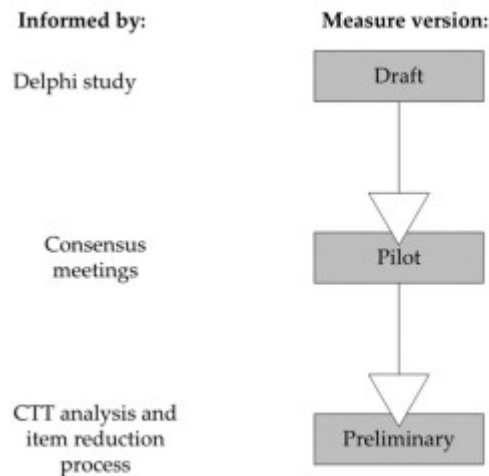 Informed by:
Measure version:
Delphi study
Draft
Consensus
meetings
Pilot
CTT analysis and
item reduction
process
Preliminary